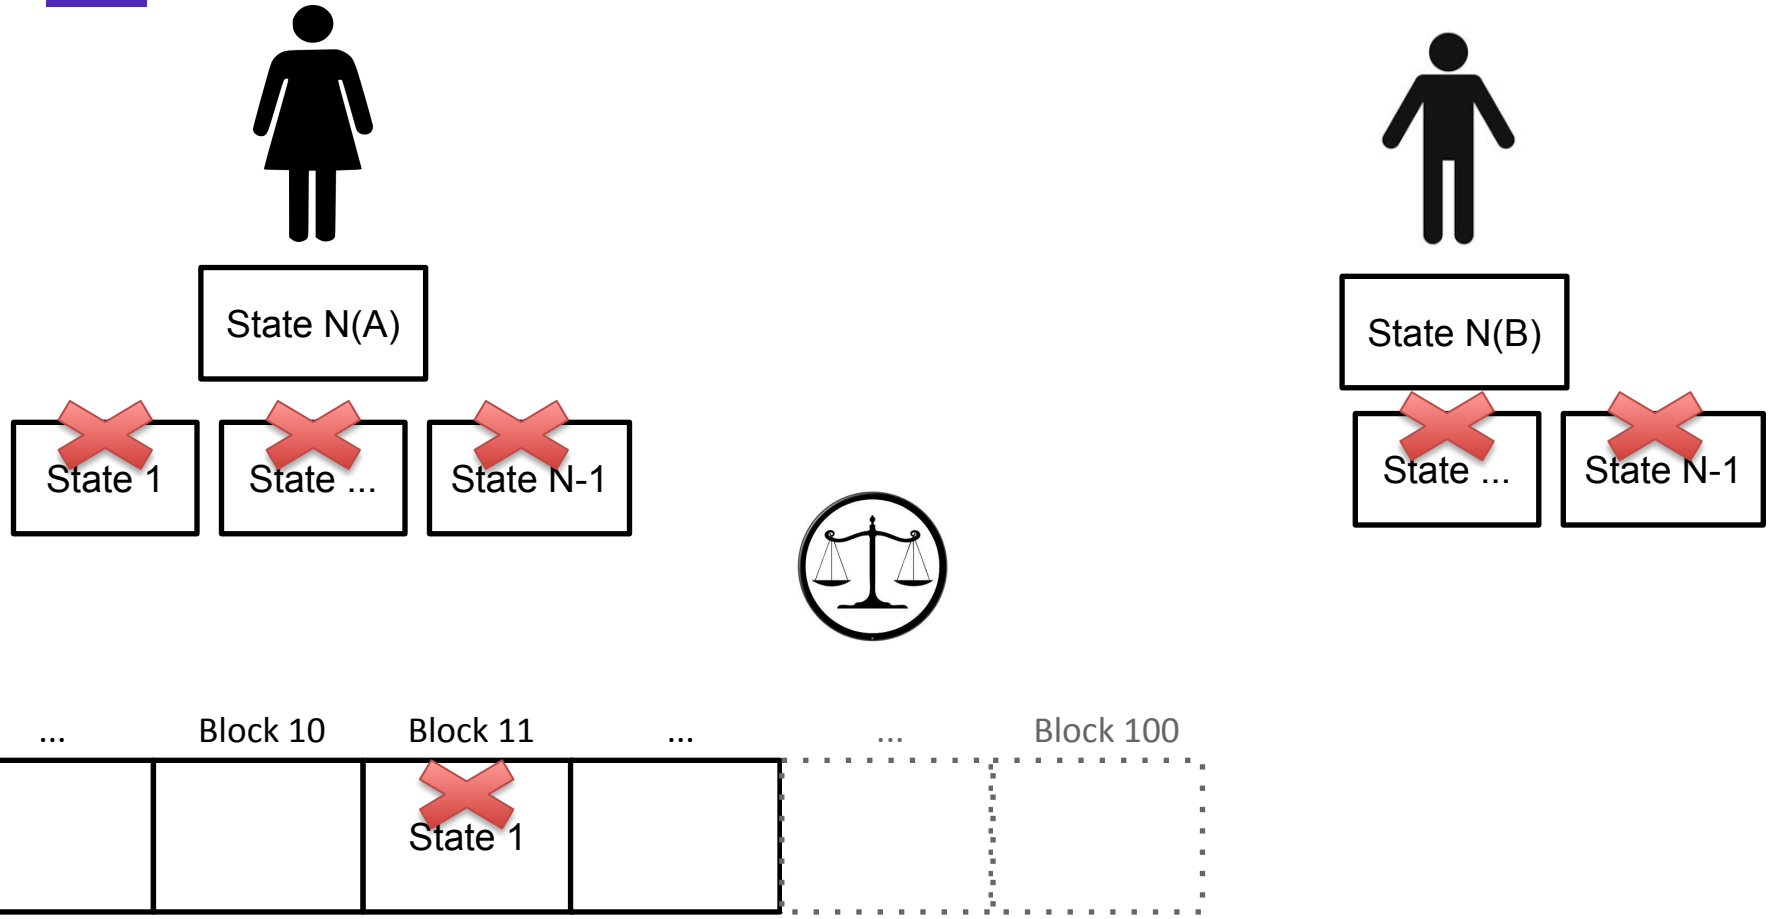 State N(A)
State N(B)
State 1
State ...
State N-1
State ...
State N-1
...
Block 10
Block 11
...
...
Block 100
State 1